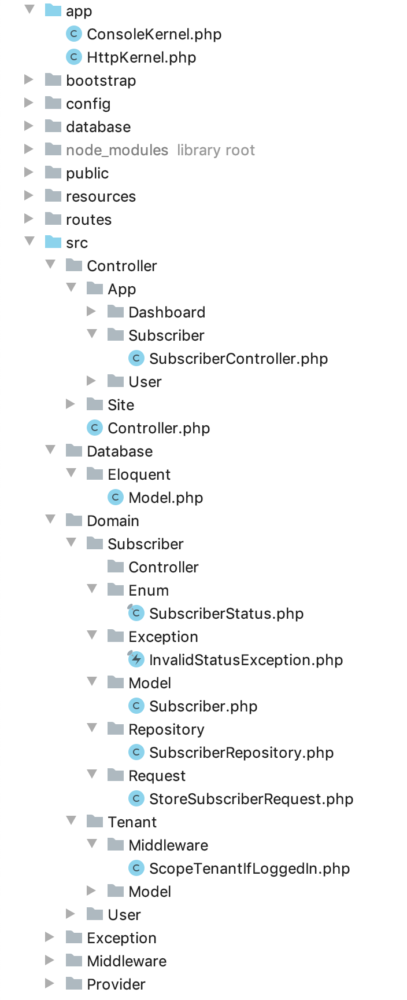 app
ConsoleKernel.php
HttpKernel.php
bootstrap
config
database
node_modules library root
public
resources
routes
src
Controller
App
Dashboard
Subscriber
SubscriberController.php
User
Site
Controller.php
Database
Eloquent
Model.php
Domain
Subscriber
Controller
Enum
SubscriberStatus.php
Exception
InvalidStatusException.php
Model
Subscriber.php
Repository
SubscriberRepository.php
Request
StoreSubscriberRequest.php
Tenant
Middleware
ScopeTenantIfLoggedIn.php
Model
User
Exception
Middleware
Provider